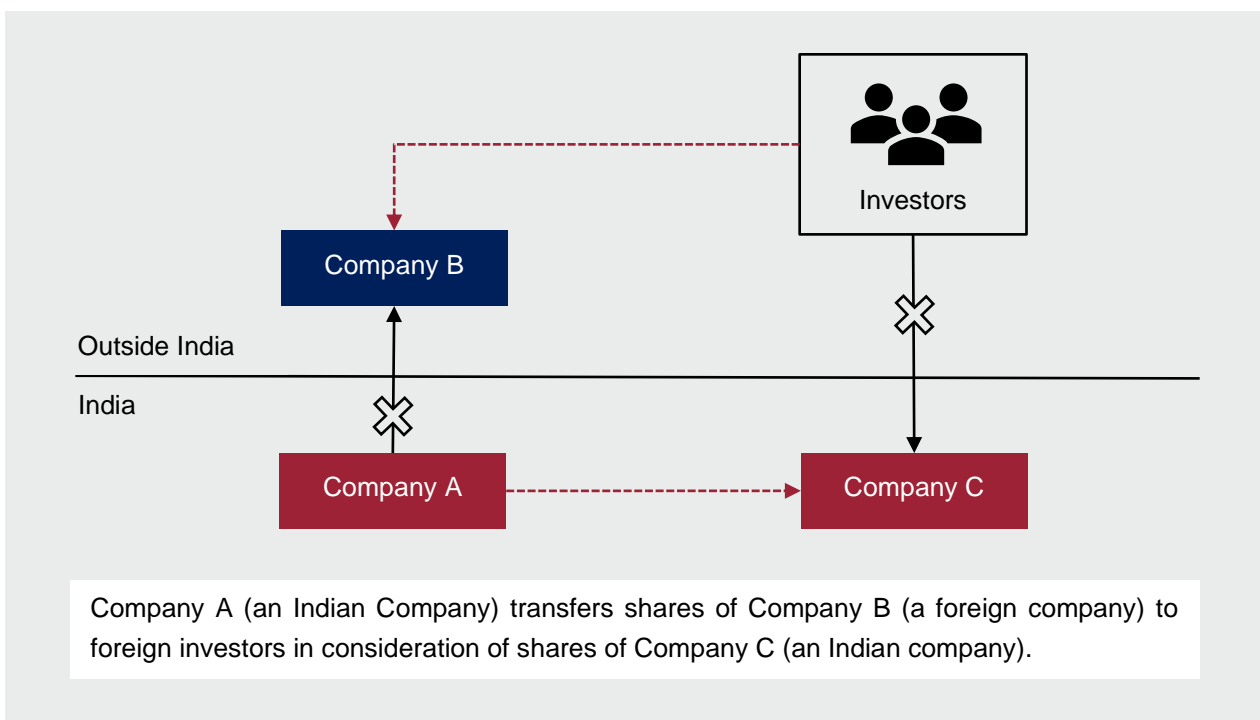 Investors
Company B
Outside India
India
Company A
Company C
Company A (an Indian Company) transfers shares of Company B (a foreign company) to
foreign investors in consideration of shares of Company C (an Indian company).